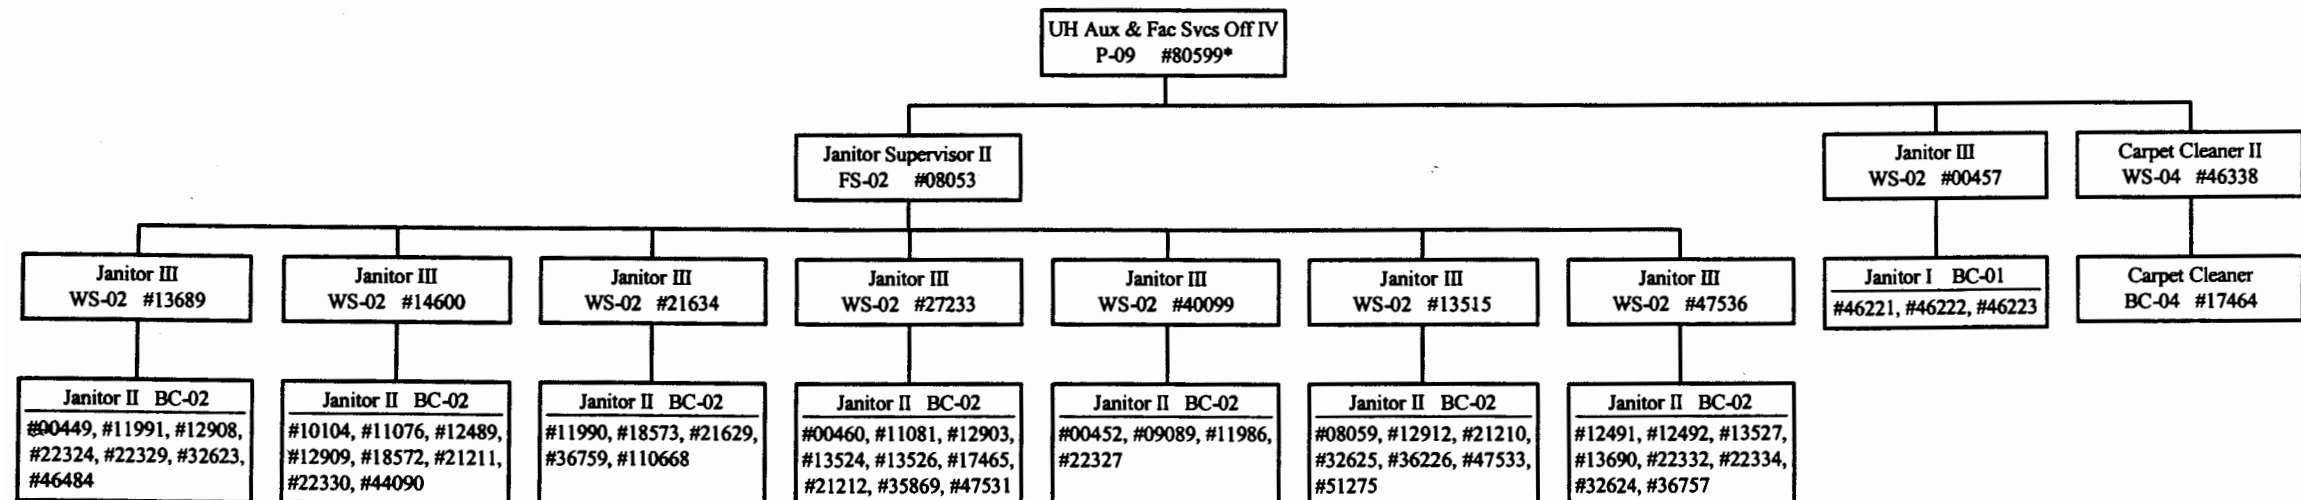 UH Aux & Fac Svcs Off IV
P-09 #80599*
Janitor Supervisor II
FS-02 #08053
Janitor III
WS-02 #00457
Carpet Cleaner II
WS-04 #46338
Janitor III
WS-02 #13689
Janitor III
WS-02 #14600
Janitor III
WS-02 #21634
Janitor III
WS-02 #27233
Janitor III
WS-02 #40099
Janitor III
WS-02 #13515
Janitor III
WS-02 #47536
Janitor I BC-01
#46221, #46222, #46223
Carpet Cleaner
BC-04 #17464
Janitor II BC-02
#00449, #11991, #12908,
#22324, #22329, #32623,
#46484
Janitor II BC-02
#10104, #11076, #12489,
#12909, #18572, #21211,
#22330, #44090
Janitor II BC-02
#11990, #18573, #21629,
#36759, #110668
Janitor II BC-02
#00460, #11081, #12903,
#13524, #13526, #17465,
#21212, #35869, #47531
Janitor II BC-02
#00452, #09089, #11986,
#22327
Janitor II BC-02
#08059, #12912, #21210,
#32625, #36226, #47533,
#51275
Janitor II BC-02
#12491, #12492, #13527,
#13690, #22332, #22334,
#32624, #36757